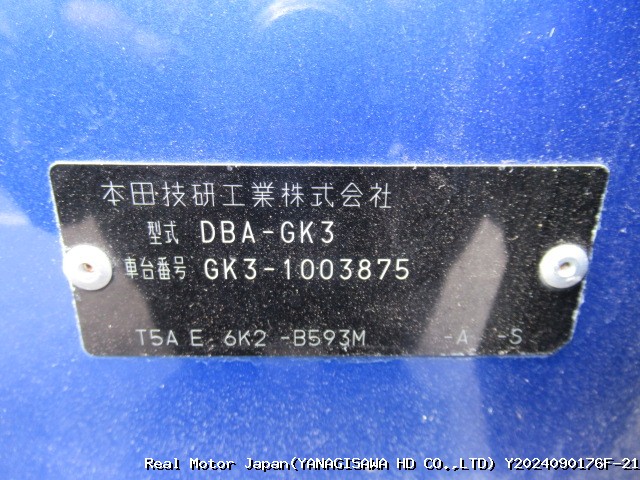 本田技研工業株式会社
型式 DBA-GK3
車台番号 GK3-1003875
T5A E 6K2 -B593M -A -S
Real Motor Japan(YANAGISAWA HD CO.,LTD) Y2024090176F-21